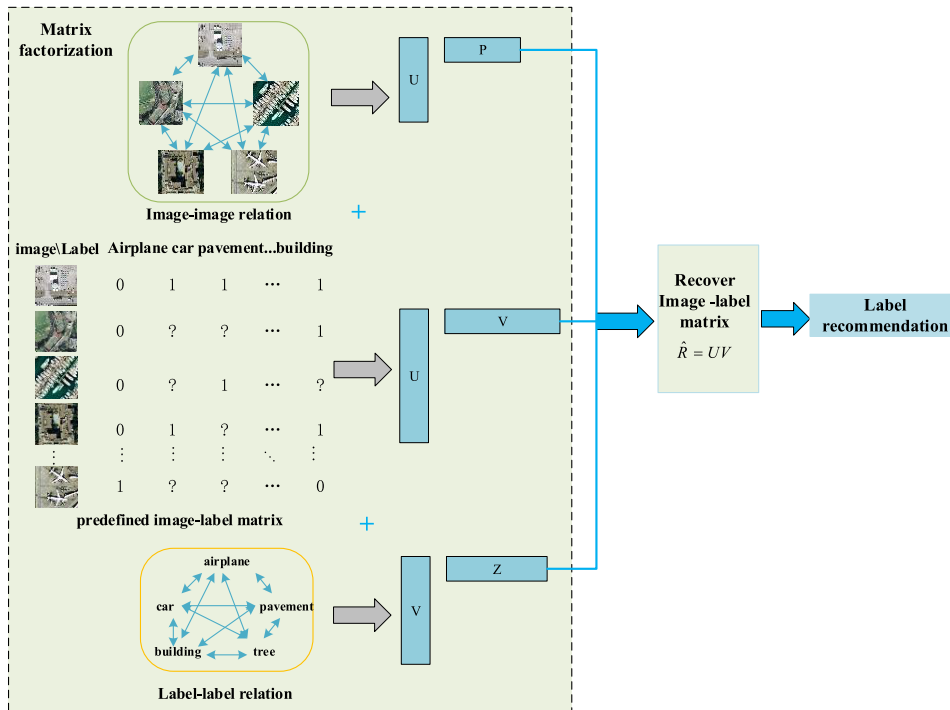 Matrix
factorization
U
P
Image-image relation
+
image\Label Airplane car pavement...building
0 1 1 ⋯ 1
0 ? ? ⋯ 1
0 ? 1 ⋯ ?
0 1 ? ⋯ 1
⋮ ⋮ ⋮ ⋮ ⋱ ⋮
1 ? ? ⋯ 0
predefined image-label matrix
U
V
+
airplane
car
pavement
building
tree
Label-label relation
V
Z
Recover
Image -label
matrix
R̂ = UV
Label
recommendation